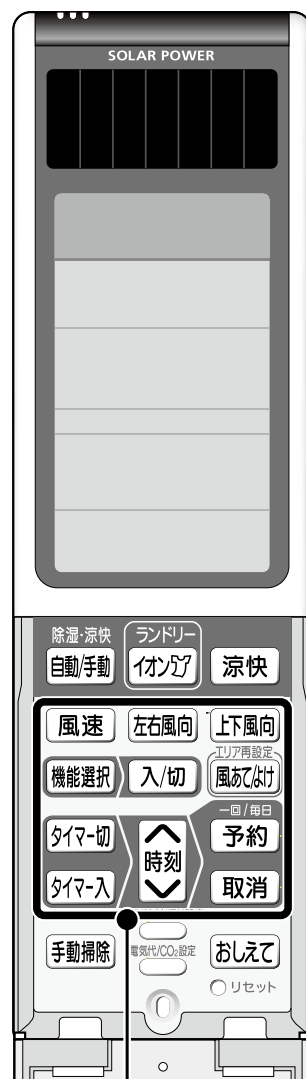 SOLAR POWER
除湿・涼快 ランドリー
自動/手動 イオン 涼快
風速 左右風向 上下風向
エリア再設定
機能選択 入/切 風あて/よけ
一回/毎日
タイマー切 時刻 予約
タイマー入 取消
手動掃除 電気代/CO₂設定 おしえて
リセット